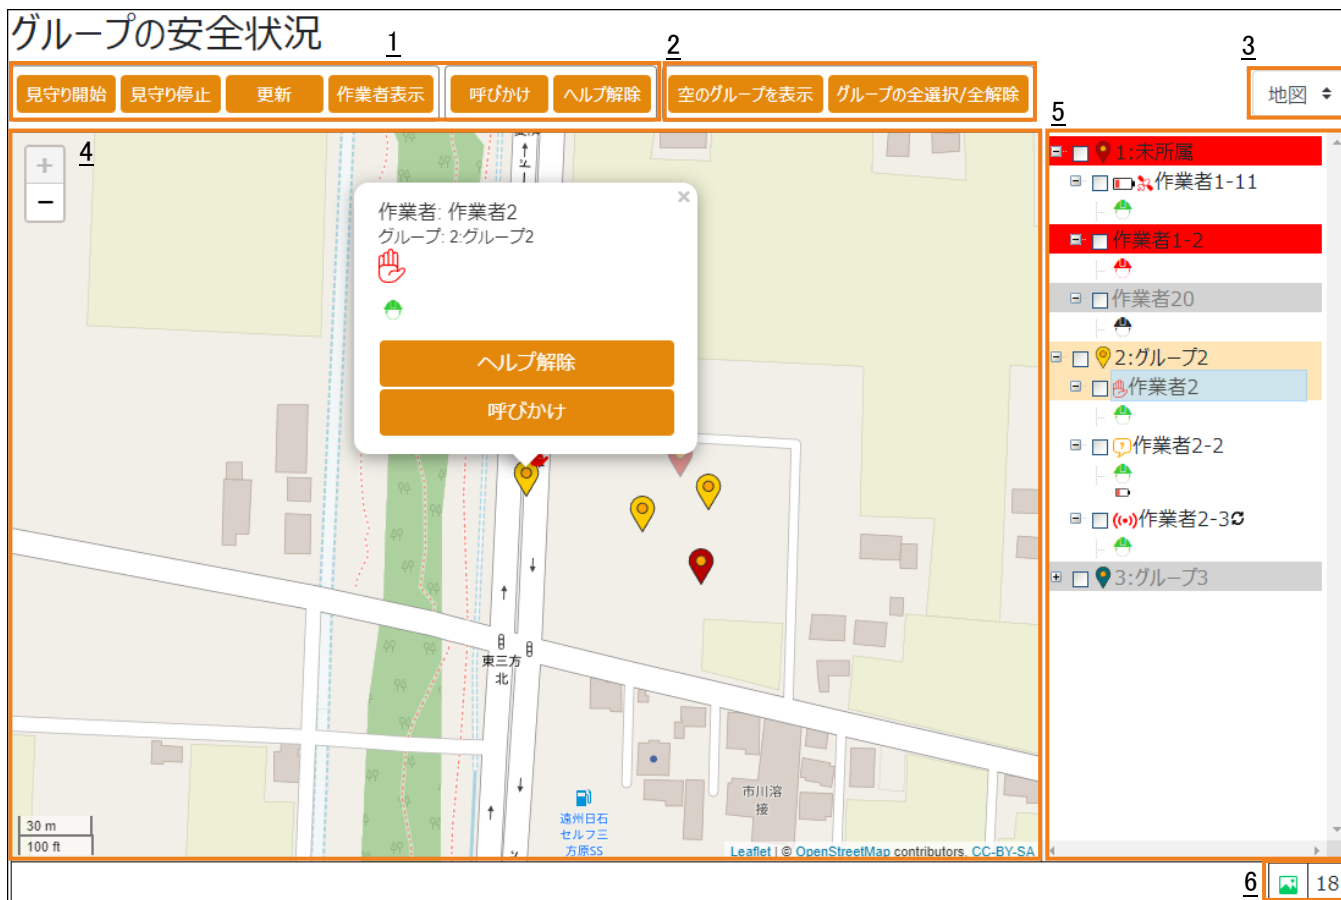 グループの安全状況
1
2
3
見守り開始 見守り停止 更新 作業者表示 呼びかけ ヘルプ解除 空のグループを表示 グループの全選択/全解除
地図
4
5
+
−
作業者: 作業者2
グループ: 2:グループ2
ヘルプ解除
呼びかけ
東三方
北
市川溶
接
遠州日石
セルフ三
方原SS
30 m
100 ft
Leaflet | © OpenStreetMap contributors, CC-BY-SA
1:未所属
作業者1-11
作業者1-2
作業者20
2:グループ2
作業者2
作業者2-2
作業者2-3
3:グループ3
6
18